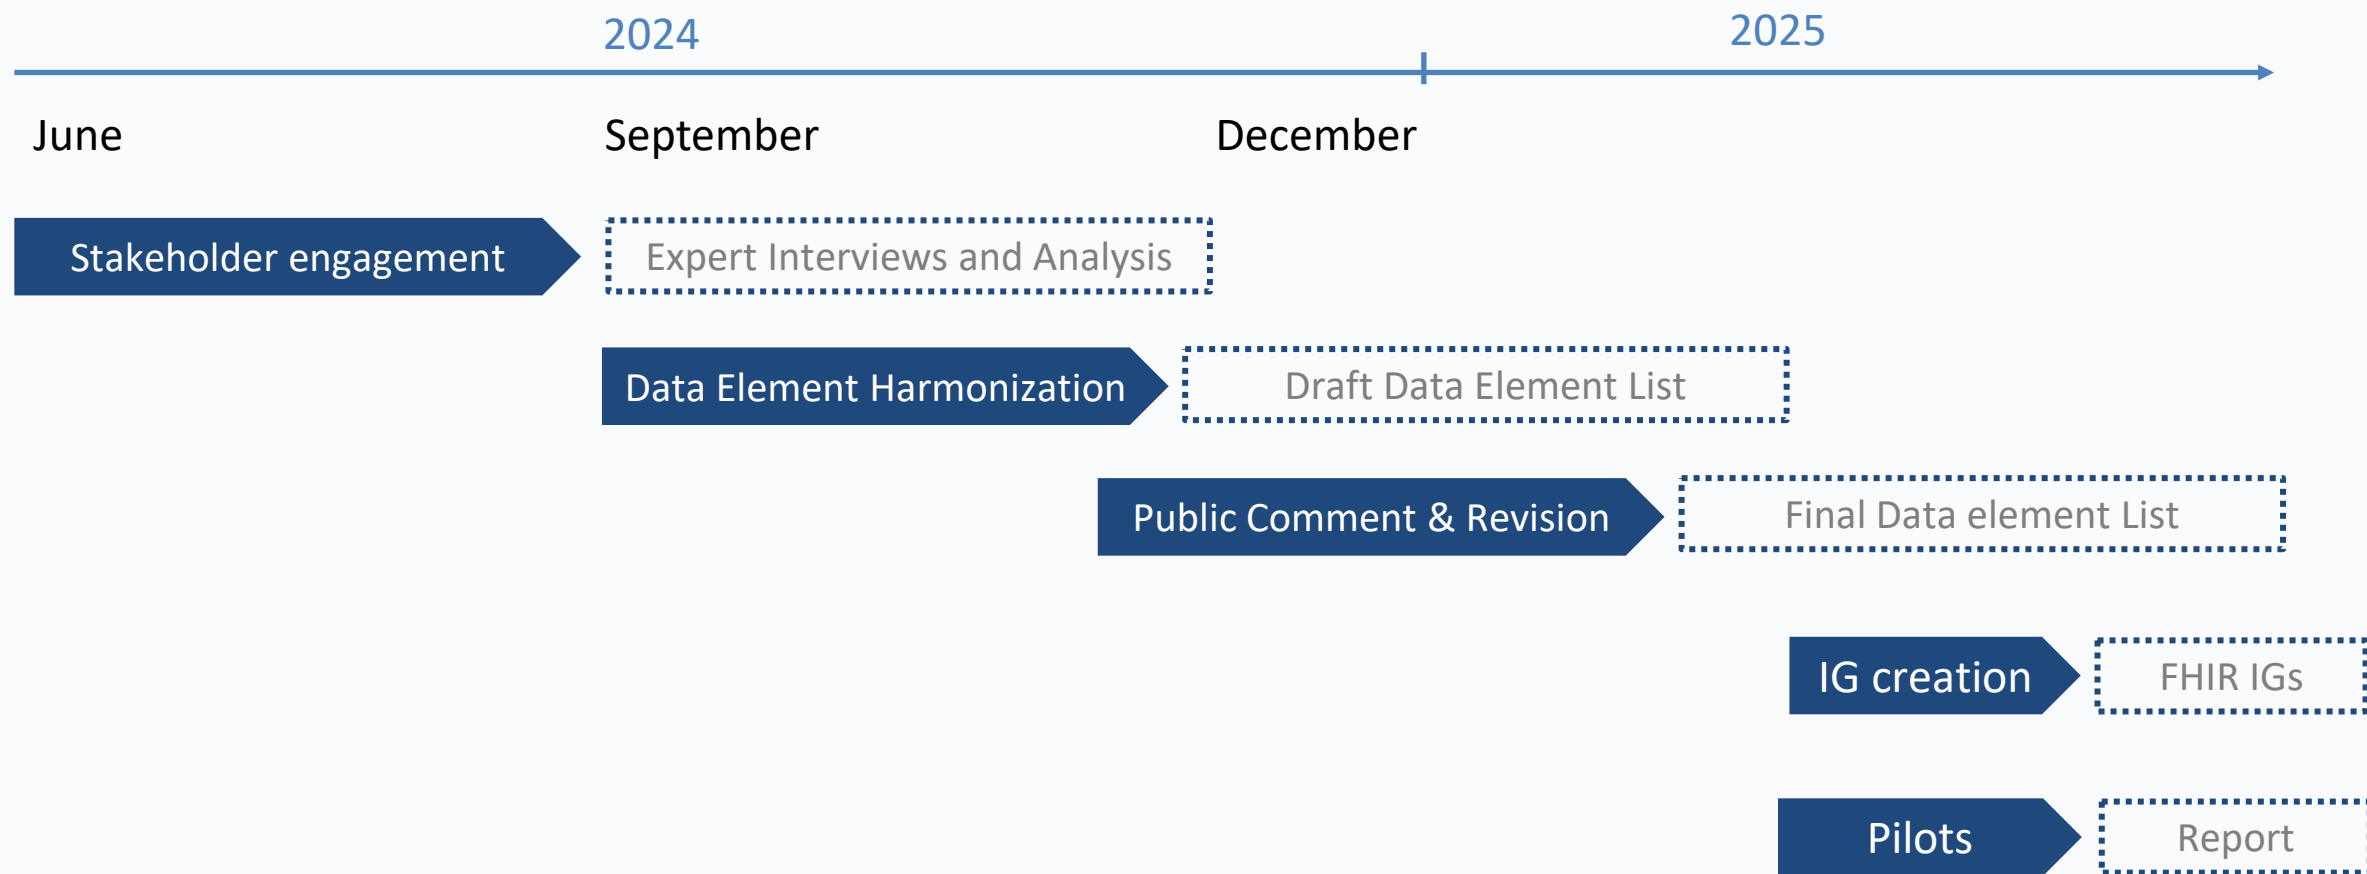 2024
2025
June
September
December
Stakeholder engagement
Expert Interviews and Analysis
Data Element Harmonization
Draft Data Element List
Public Comment & Revision
Final Data element List
IG creation
FHIR IGs
Pilots
Report